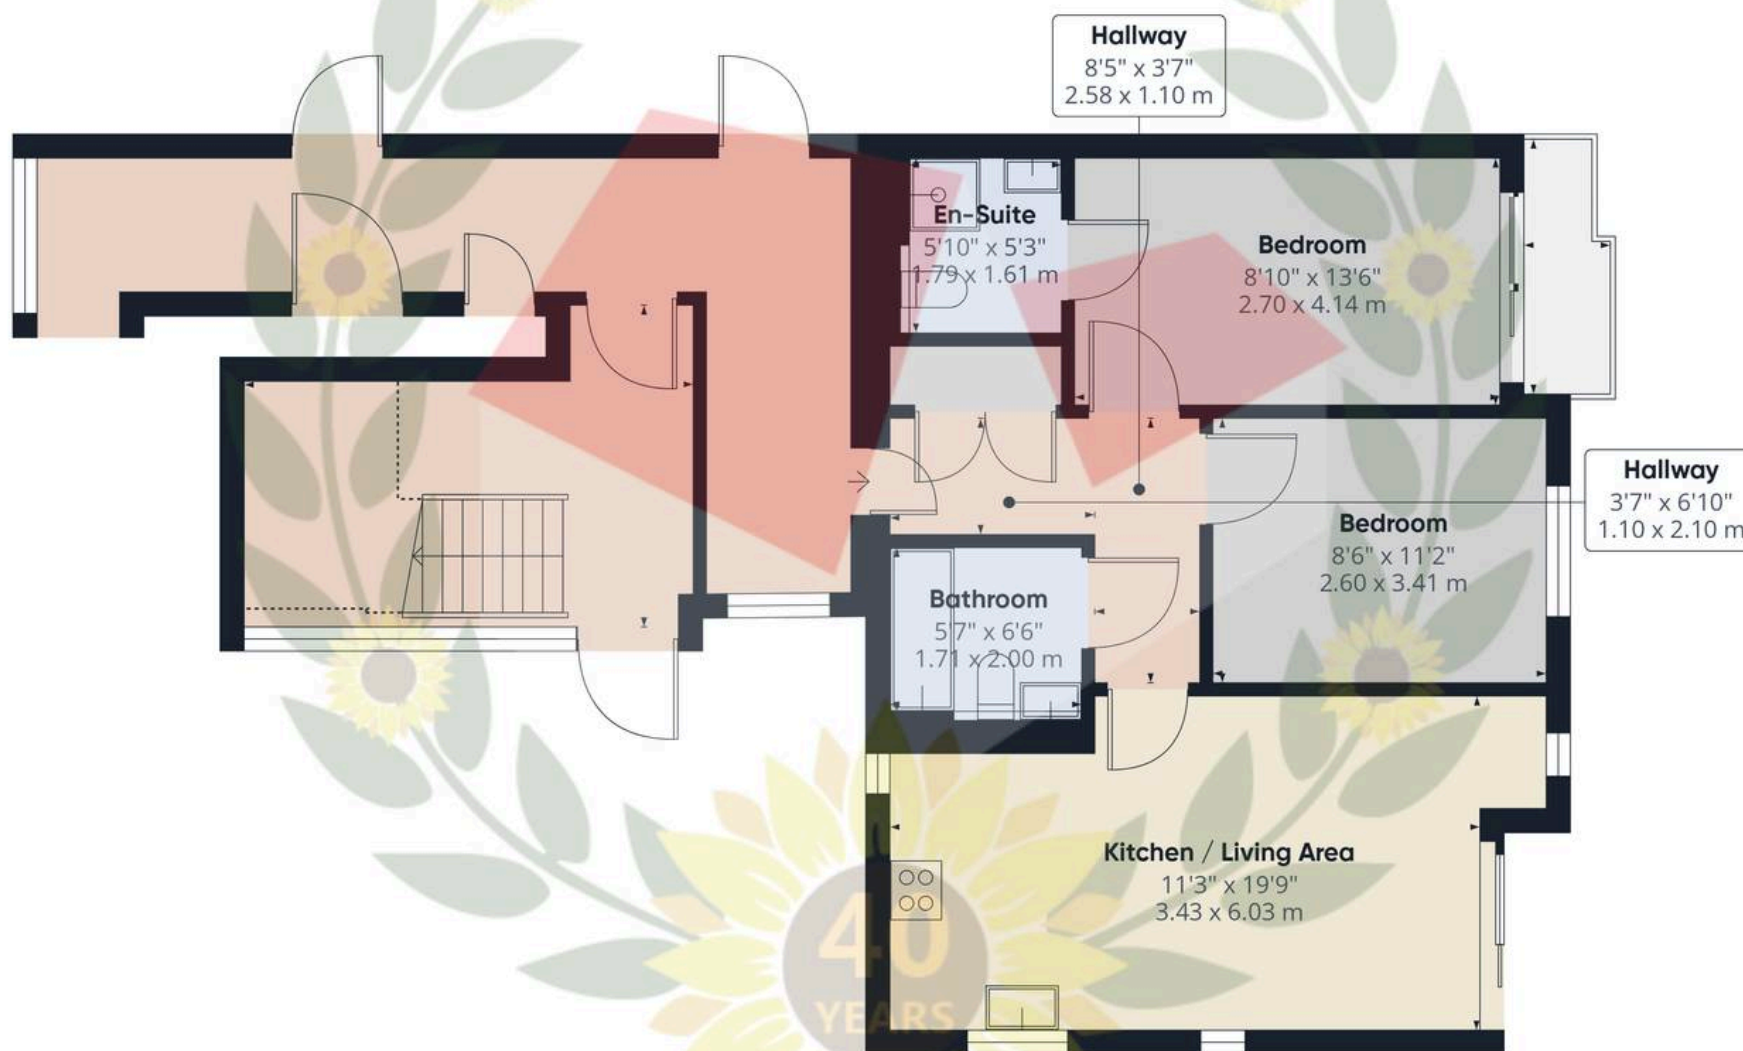 Hallway
8'5" x 3'7"
2.58 x 1.10 m
En-Suite
5'10" x 5'3"
1.79 x 1.61 m
Bedroom
8'10" x 13'6"
2.70 x 4.14 m
Hallway
3'7" x 6'10"
1.10 x 2.10 m
Bedroom
8'6" x 11'2"
2.60 x 3.41 m
Bathroom
5'7" x 6'6"
1.71 x 2.00 m
Kitchen / Living Area
11'3" x 19'9"
3.43 x 6.03 m
40
YEARS